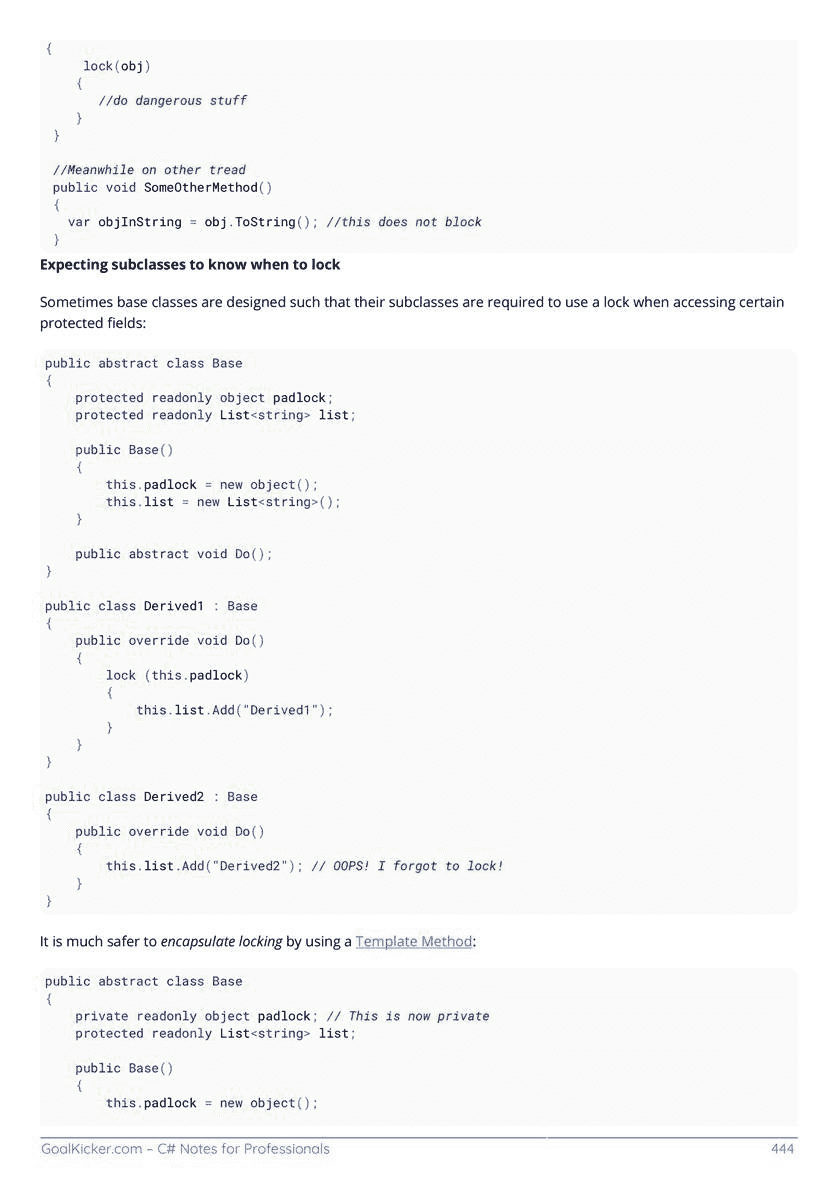 {
     lock(obj)
    {
       //do dangerous stuff
    }
 }

 //Meanwhile on other tread
 public void SomeOtherMethod()
 {
   var objInString = obj.ToString(); //this does not block
 }
Expecting subclasses to know when to lock
Sometimes base classes are designed such that their subclasses are required to use a lock when accessing certain
protected fields:
public abstract class Base
{
    protected readonly object padlock;
    protected readonly List<string> list;

    public Base()
    {
        this.padlock = new object();
        this.list = new List<string>();
    }

    public abstract void Do();
}

public class Derived1 : Base
{
    public override void Do()
    {
        lock (this.padlock)
        {
            this.list.Add("Derived1");
        }
    }
}

public class Derived2 : Base
{
    public override void Do()
    {
        this.list.Add("Derived2"); // OOPS! I forgot to lock!
    }
}
It is much safer to encapsulate locking by using a Template Method:
public abstract class Base
{
    private readonly object padlock; // This is now private
    protected readonly List<string> list;

    public Base()
    {
        this.padlock = new object();
GoalKicker.com – C# Notes for Professionals 444